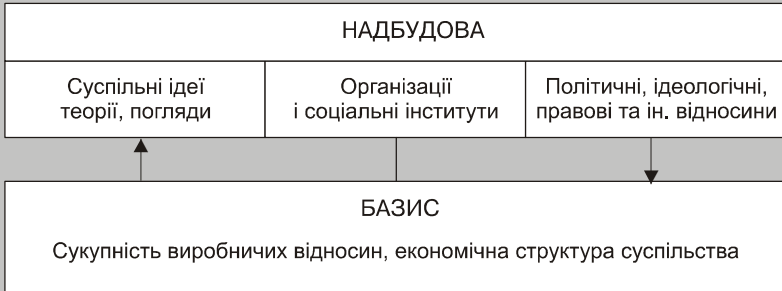 НАДБУДОВА
Суспільні ідеї
теорії, погляди
Організації
і соціальні інститути
Політичні, ідеологічні,
правові та ін. відносини
БАЗИС
Сукупність виробничих відносин, економічна структура суспільства